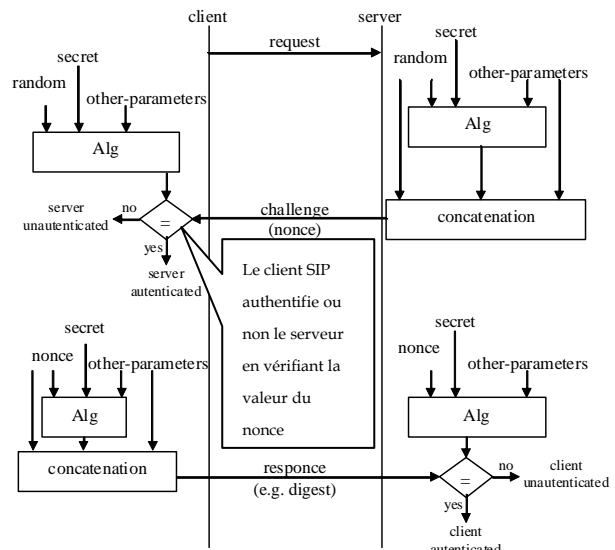 client
server
secret
random
other-parameters
Alg
request
secret
random
other-parameters
Alg
concatenation
challenge
(nonce)
=
no
server
unautenticated
yes
server
autenticated
Le client SIP
authentifie ou
non le serveur
en vérifiant la
valeur du
nonce
secret
nonce
other-parameters
Alg
concatenation
responce
(e.g. digest)
secret
nonce
other-parameters
Alg
=
no
client
unautenticated
yes
client
autenticated